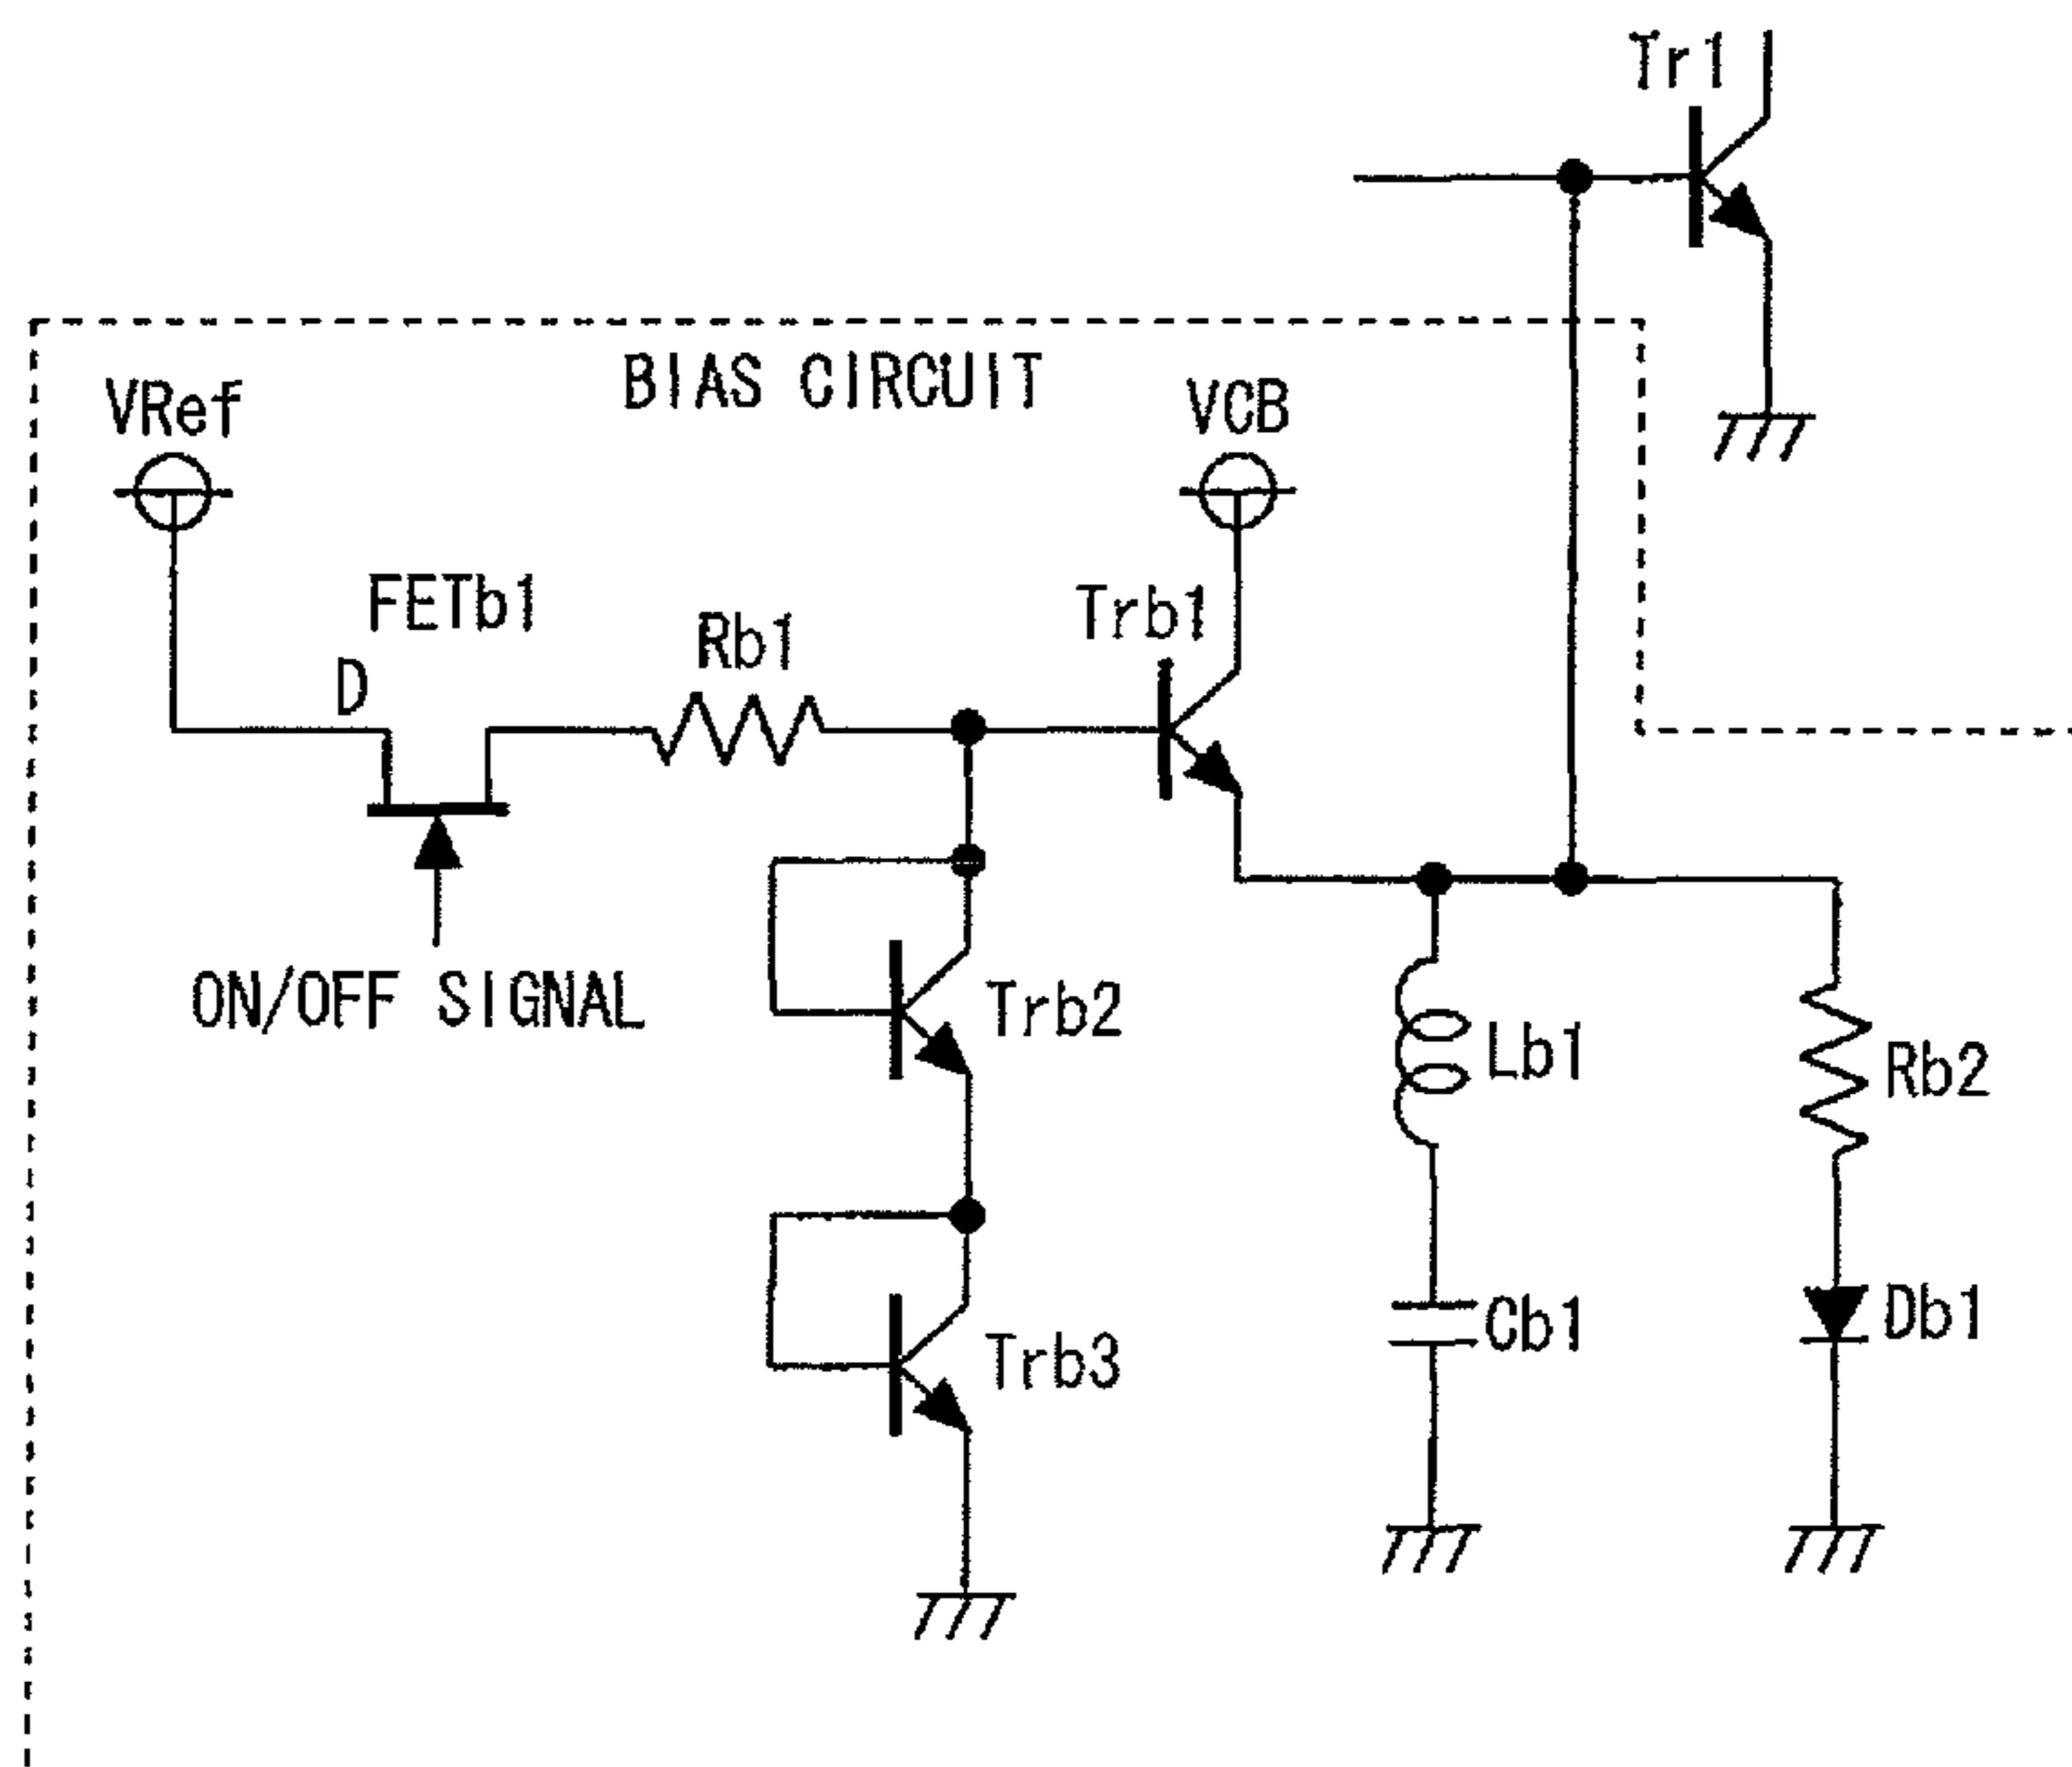 Tr1
BIAS CIRCUIT
VRef
VCB
FETb1
Rb1
Trb1
D
ON/OFF SIGNAL
Trb2
Lb1
Rb2
Trb3
Cb1
Db1